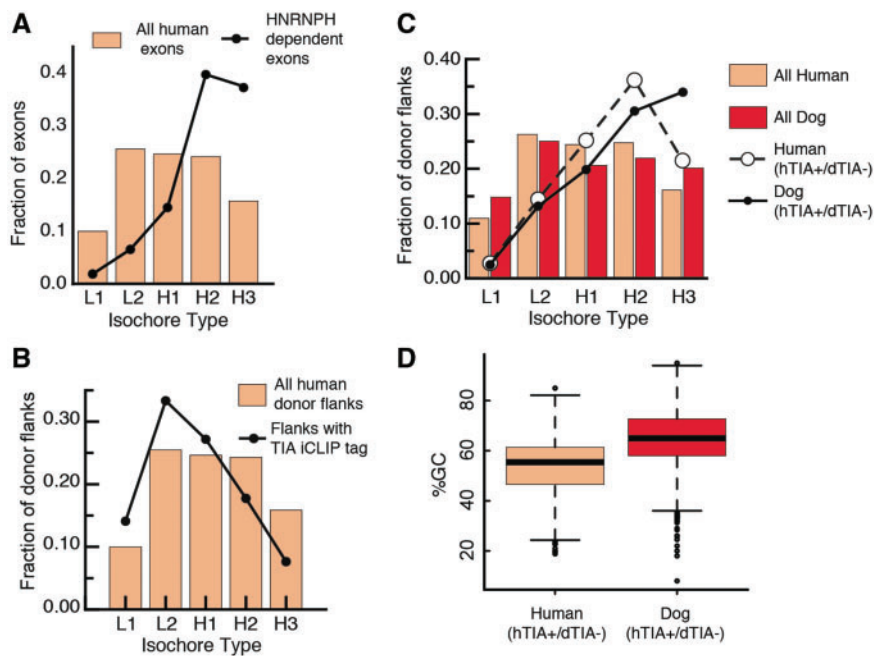 A
All human
exons
HNRNPH
dependent
exons
Fraction of exons
0.4
0.3
0.2
0.1
0.0
L1 L2 H1 H2 H3
Isochore Type
B
All human
donor flanks
Flanks with
TIA iCLIP tag
Fraction of donor flanks
0.30
0.20
0.10
0.00
L1 L2 H1 H2 H3
Isochore Type
C
All Human
All Dog
Human
(hTIA+/dTIA-)
Dog
(hTIA+/dTIA-)
Fraction of donor flanks
0.40
0.30
0.20
0.10
0.00
L1 L2 H1 H2 H3
Isochore Type
D
%GC
80
60
40
20
Human
(hTIA+/dTIA-)
Dog
(hTIA+/dTIA-)